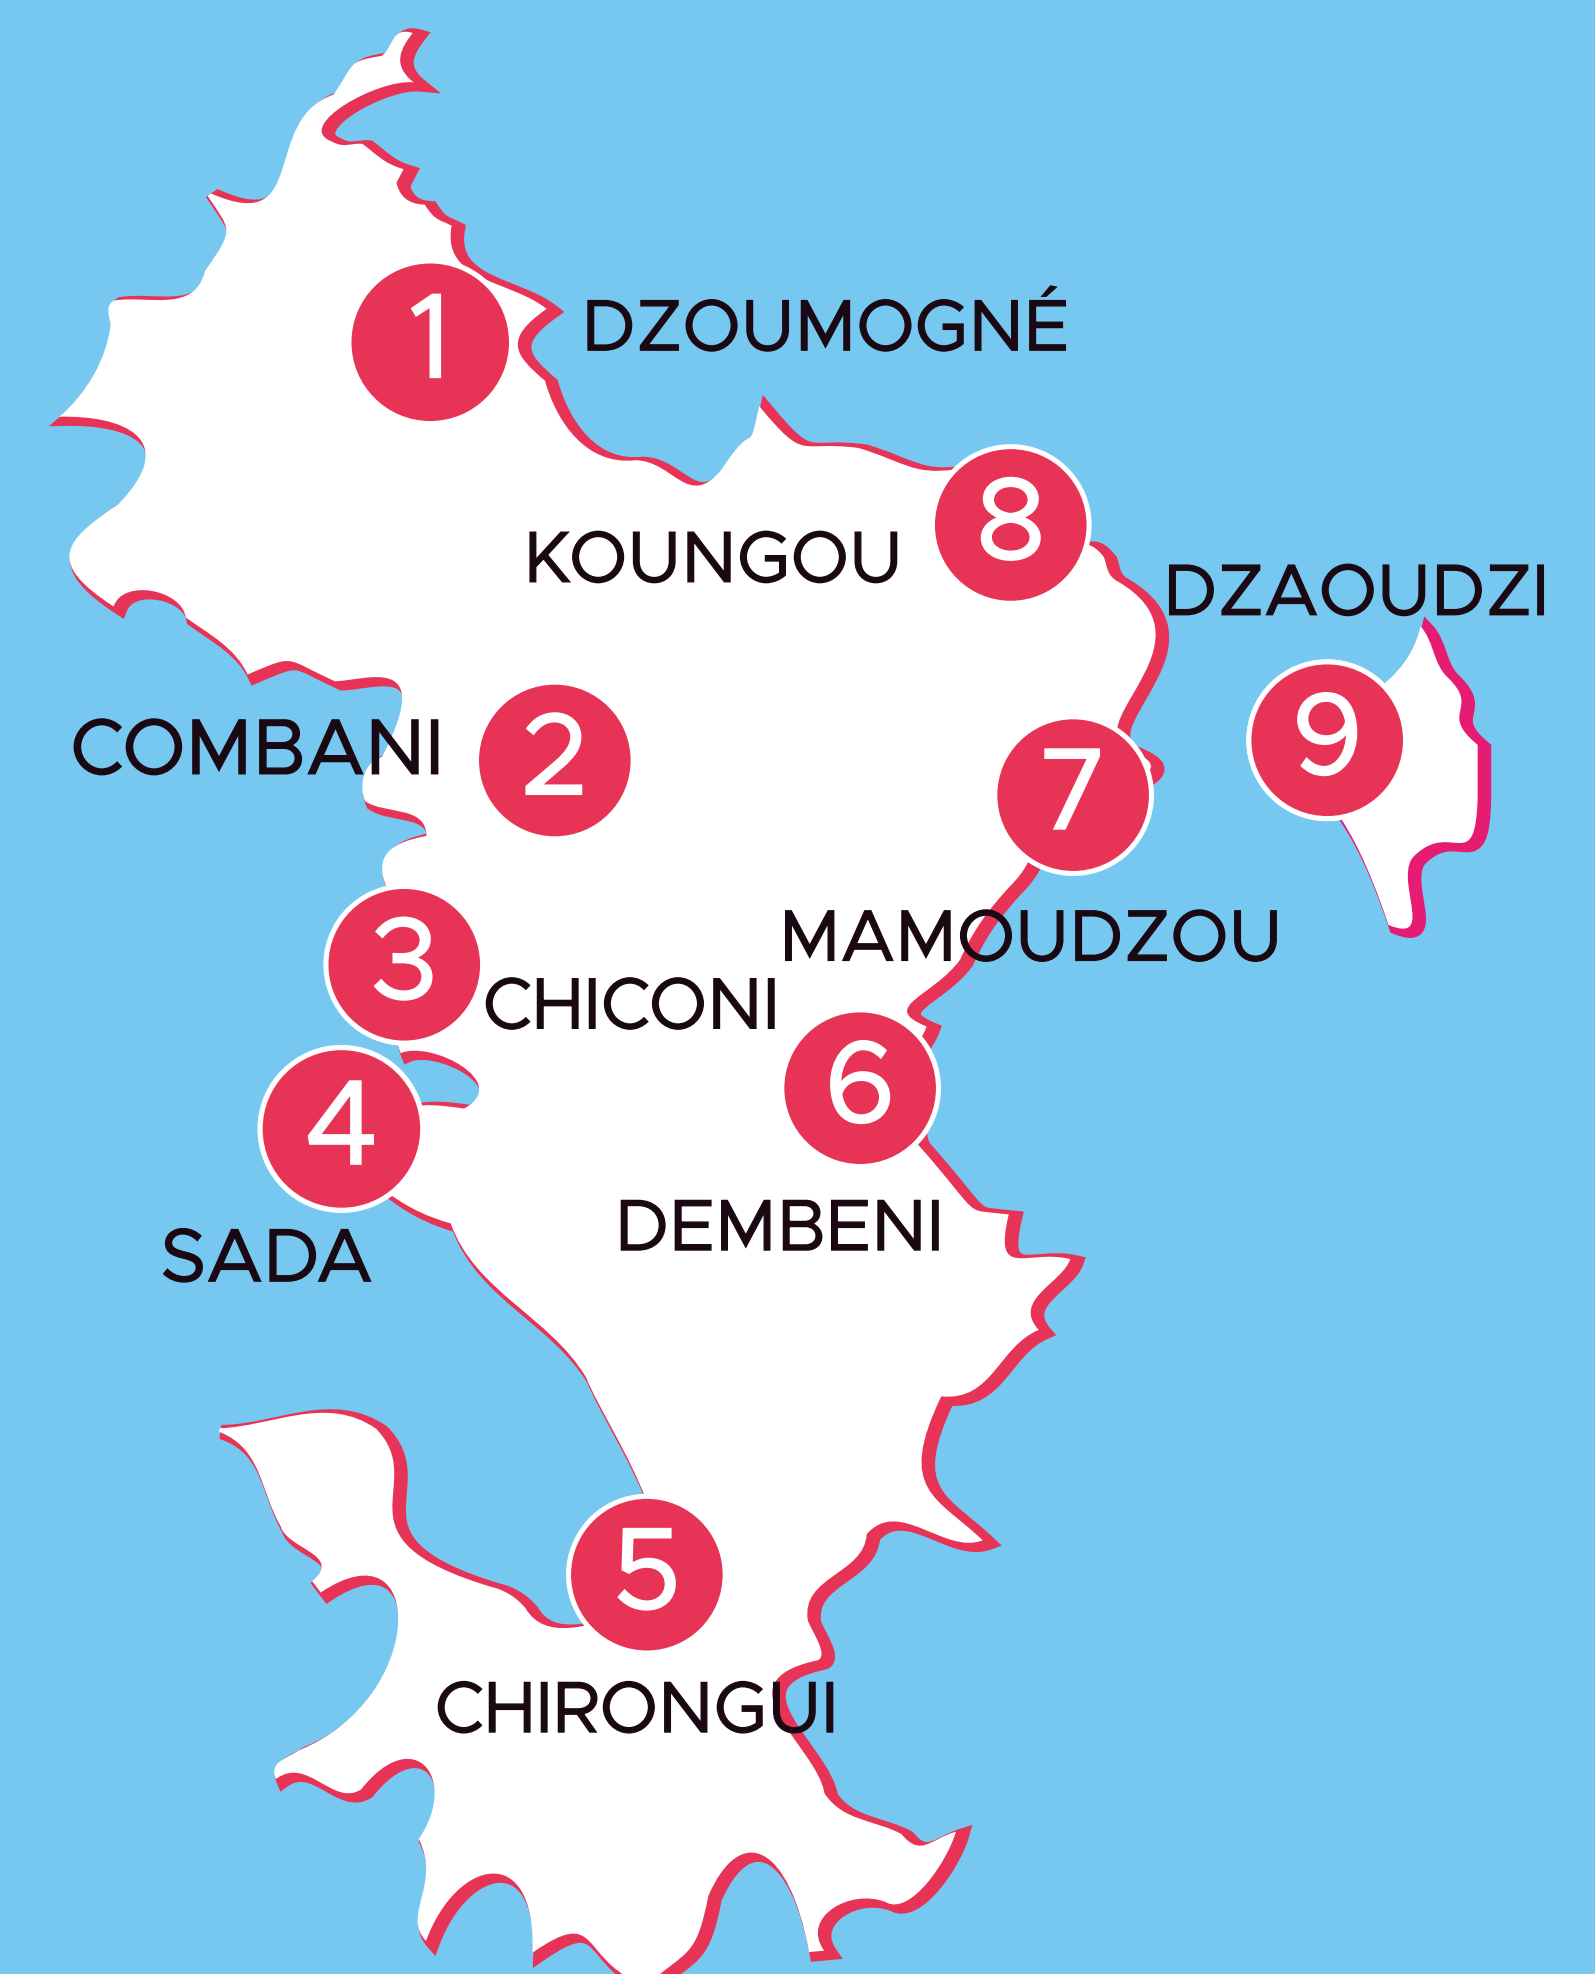 1
DZOUMOGNÉ
8
KOUNGOU
DZAOUDZI
9
COMBANI
2
7
MAMOUDZOU
3
CHICONI
6
4
DEMBENI
SADA
5
CHIRONGUI